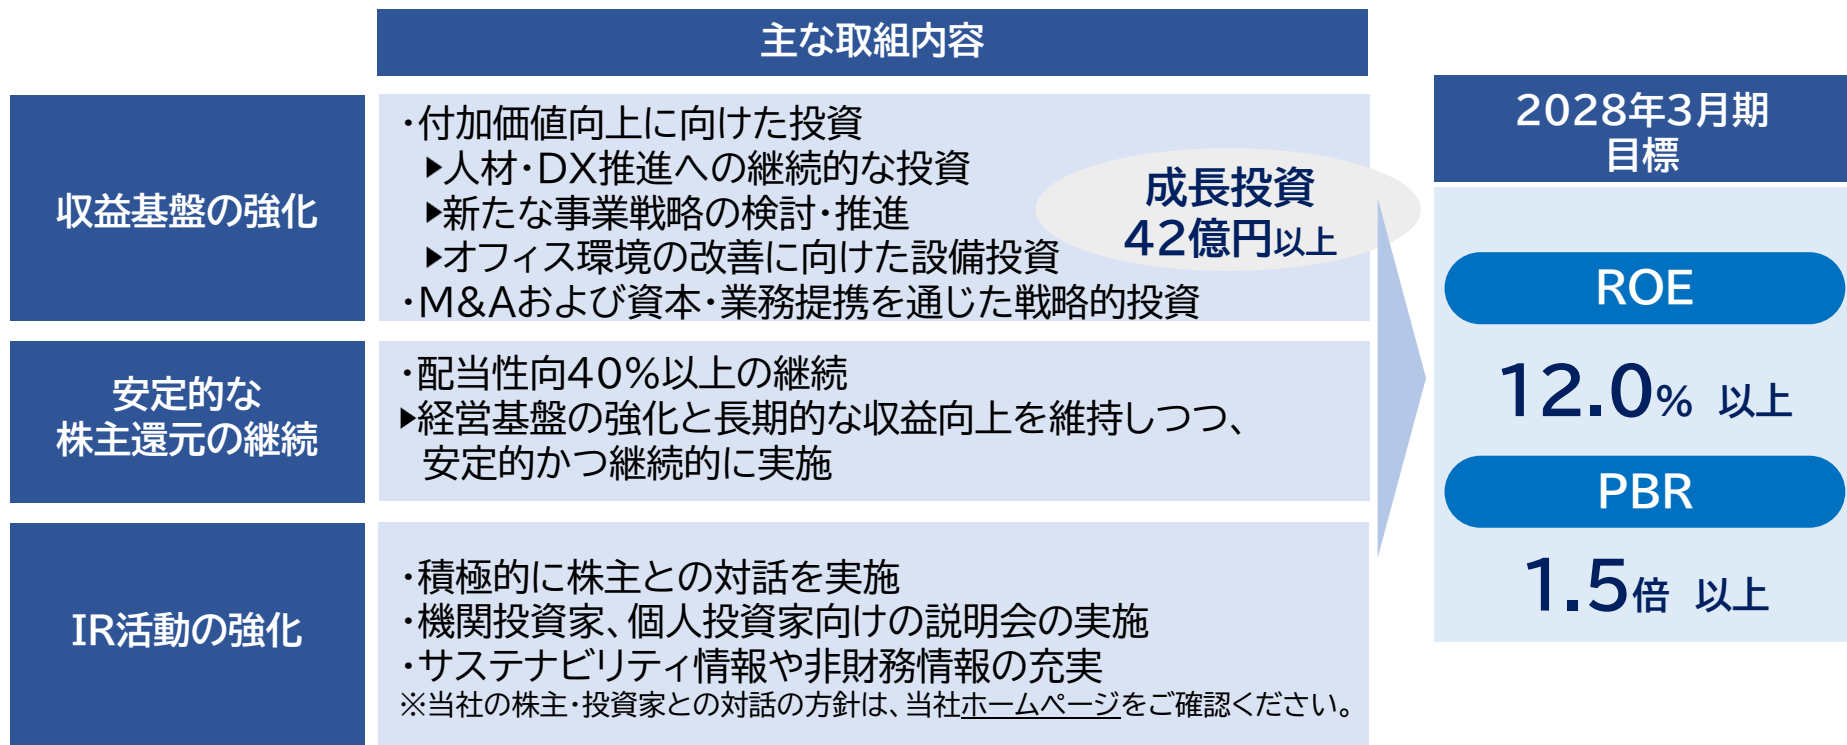 主な取組内容
収益基盤の強化
・付加価値向上に向けた投資
▶人材・DX推進への継続的な投資
▶新たな事業戦略の検討・推進
▶オフィス環境の改善に向けた設備投資
・M&Aおよび資本・業務提携を通じた戦略的投資
成長投資
42億円以上
安定的な
株主還元の継続
・配当性向40%以上の継続
▶経営基盤の強化と長期的な収益向上を維持しつつ、
安定的かつ継続的に実施
IR活動の強化
・積極的に株主との対話を実施
・機関投資家、個人投資家向けの説明会の実施
・サステナビリティ情報や非財務情報の充実
※当社の株主・投資家との対話の方針は、当社ホームページをご確認ください。
2028年3月期
目標
ROE
12.0% 以上
PBR
1.5倍 以上